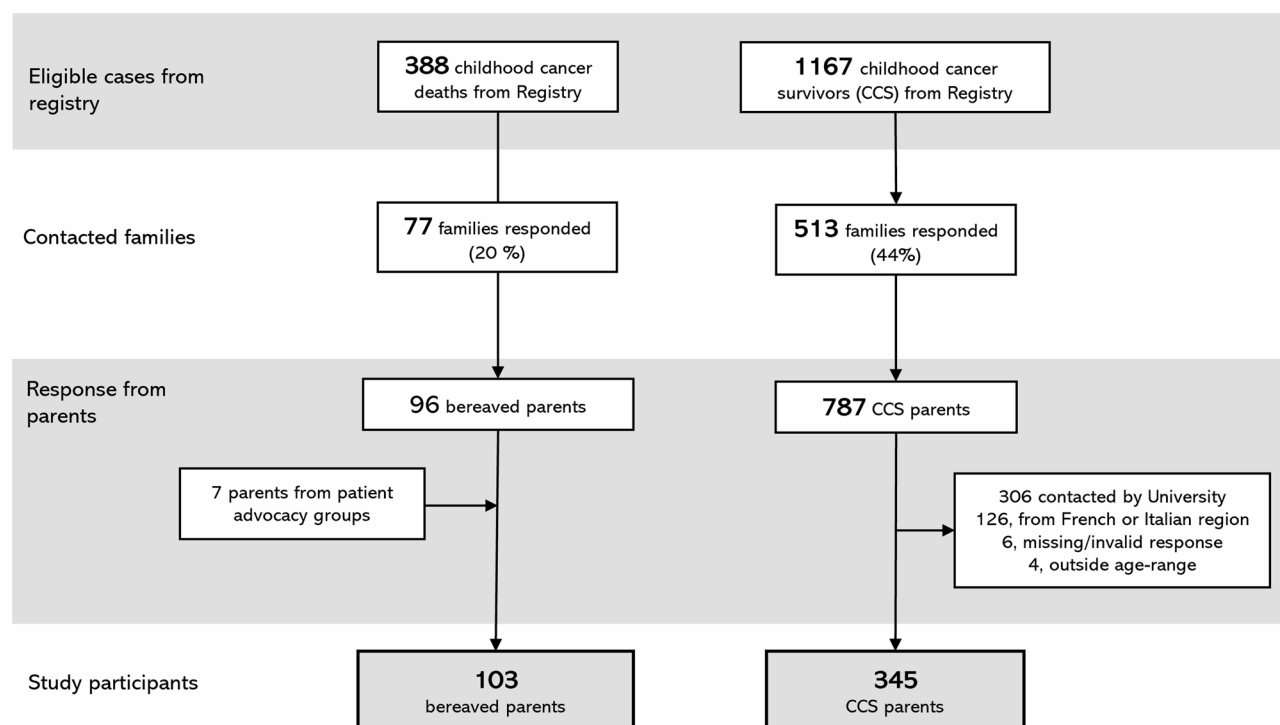 Eligible cases from
registry
388 childhood cancer
deaths from Registry
1167 childhood cancer
survivors (CCS) from Registry
Contacted families
77 families responded
(20 %)
513 families responded
(44%)
Response from
parents
96 bereaved parents
787 CCS parents
7 parents from patient
advocacy groups
306 contacted by University
126, from French or Italian region
6, missing/invalid response
4, outside age-range
Study participants
103
bereaved parents
345
CCS parents